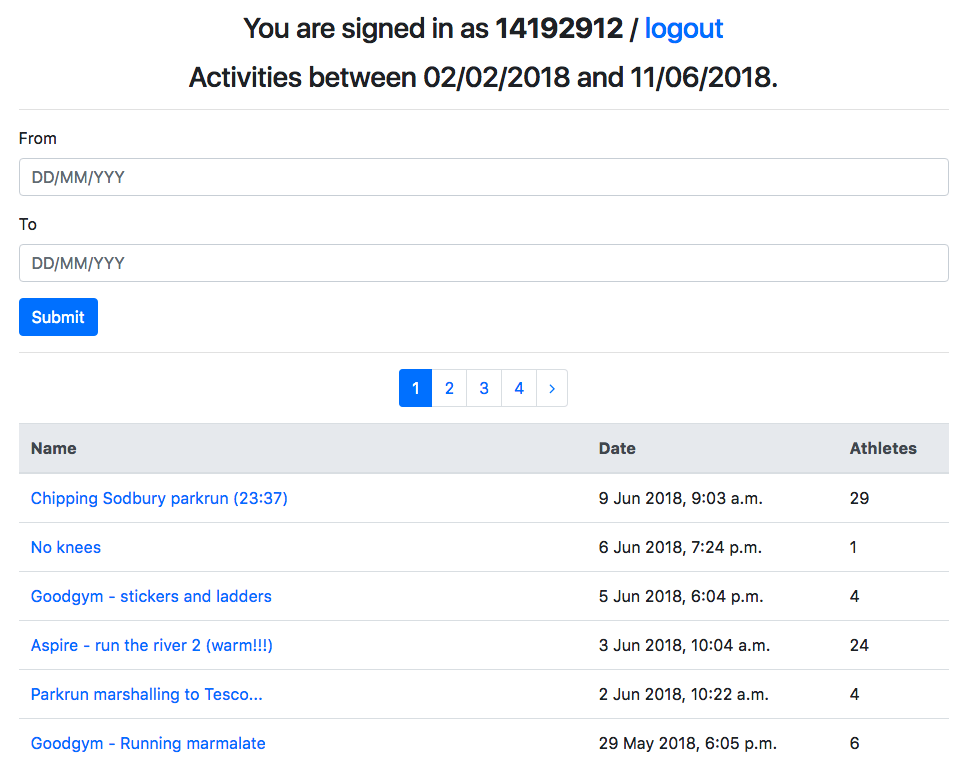 You are signed in as 14192912 / logout
Activities between 02/02/2018 and 11/06/2018.
From
DD/MM/YYY
To
DD/MM/YYY
Submit
1 2 3 4 ›
Name Date Athletes
Chipping Sodbury parkrun (23:37) 9 Jun 2018, 9:03 a.m. 29
No knees 6 Jun 2018, 7:24 p.m. 1
Goodgym - stickers and ladders 5 Jun 2018, 6:04 p.m. 4
Aspire - run the river 2 (warm!!!) 3 Jun 2018, 10:04 a.m. 24
Parkrun marshalling to Tesco... 2 Jun 2018, 10:22 a.m. 4
Goodgym - Running marmalate 29 May 2018, 6:05 p.m. 6